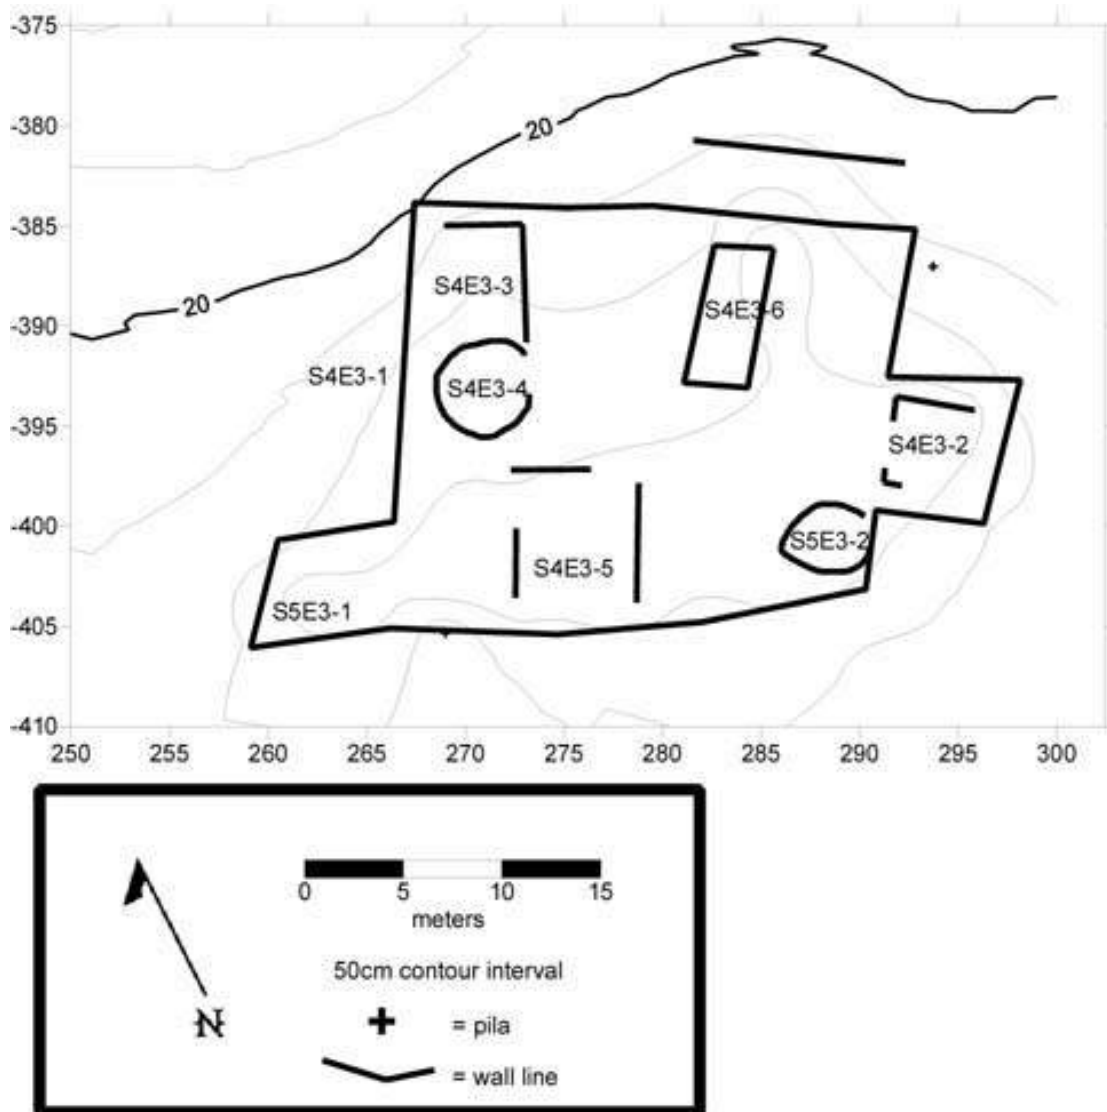 -375
-380
20
-385
S4E3-3
20
S4E3-6
-390
S4E3-1
S4E3-4
-395
S4E3-2
-400
S5E3-2
S4E3-5
S5E3-1
-405
-410
250 255 260 265 270 275 280 285 290 295 300
0 5 10 15
meters
50cm contour interval
N
= pila
= wall line